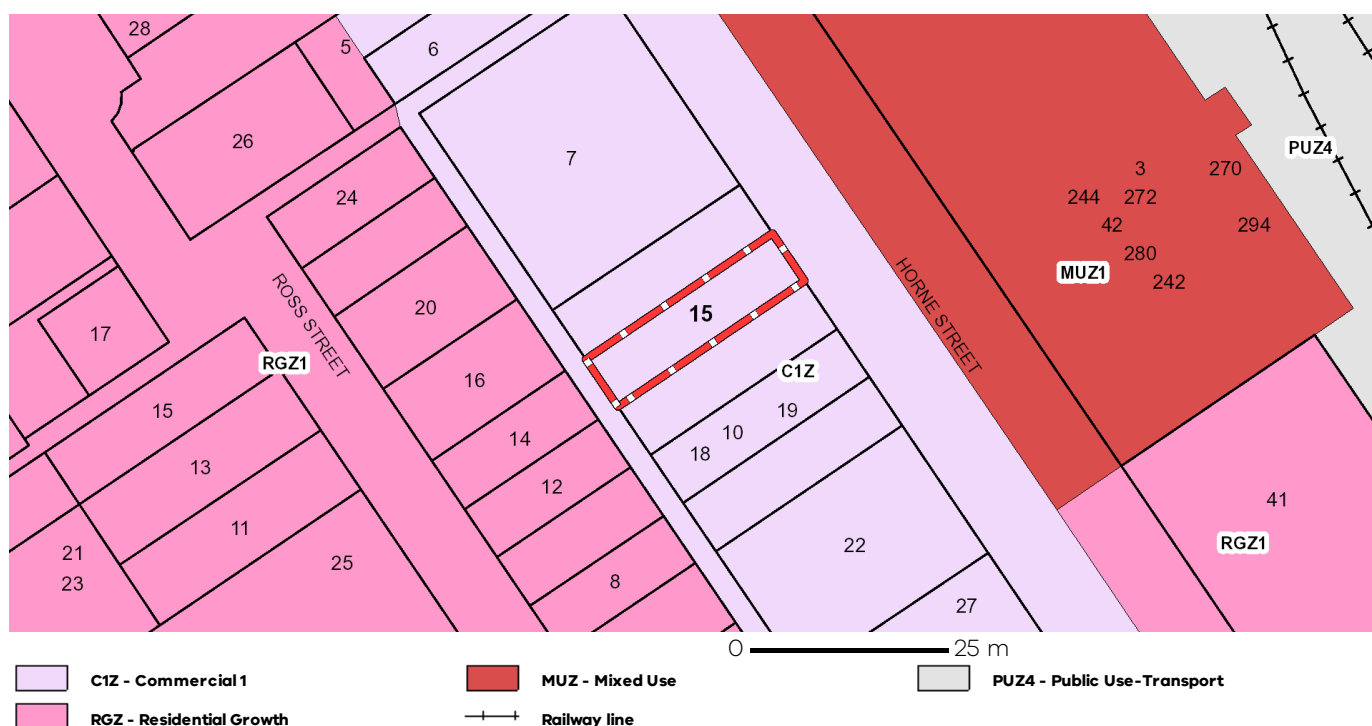 28
5
6
26
7
24
3
270
PUZ4
244
272
42
294
280
MUZ1
242
HORNE STREET
ROSS STREET
20
15
17
RGZ1
16
C1Z
15
19
10
18
14
13
12
11
41
RGZ1
22
21
25
23
8
27
0
25 m
C1Z - Commercial 1
MUZ - Mixed Use
PUZ4 - Public Use-Transport
RGZ - Residential Growth
Railway line